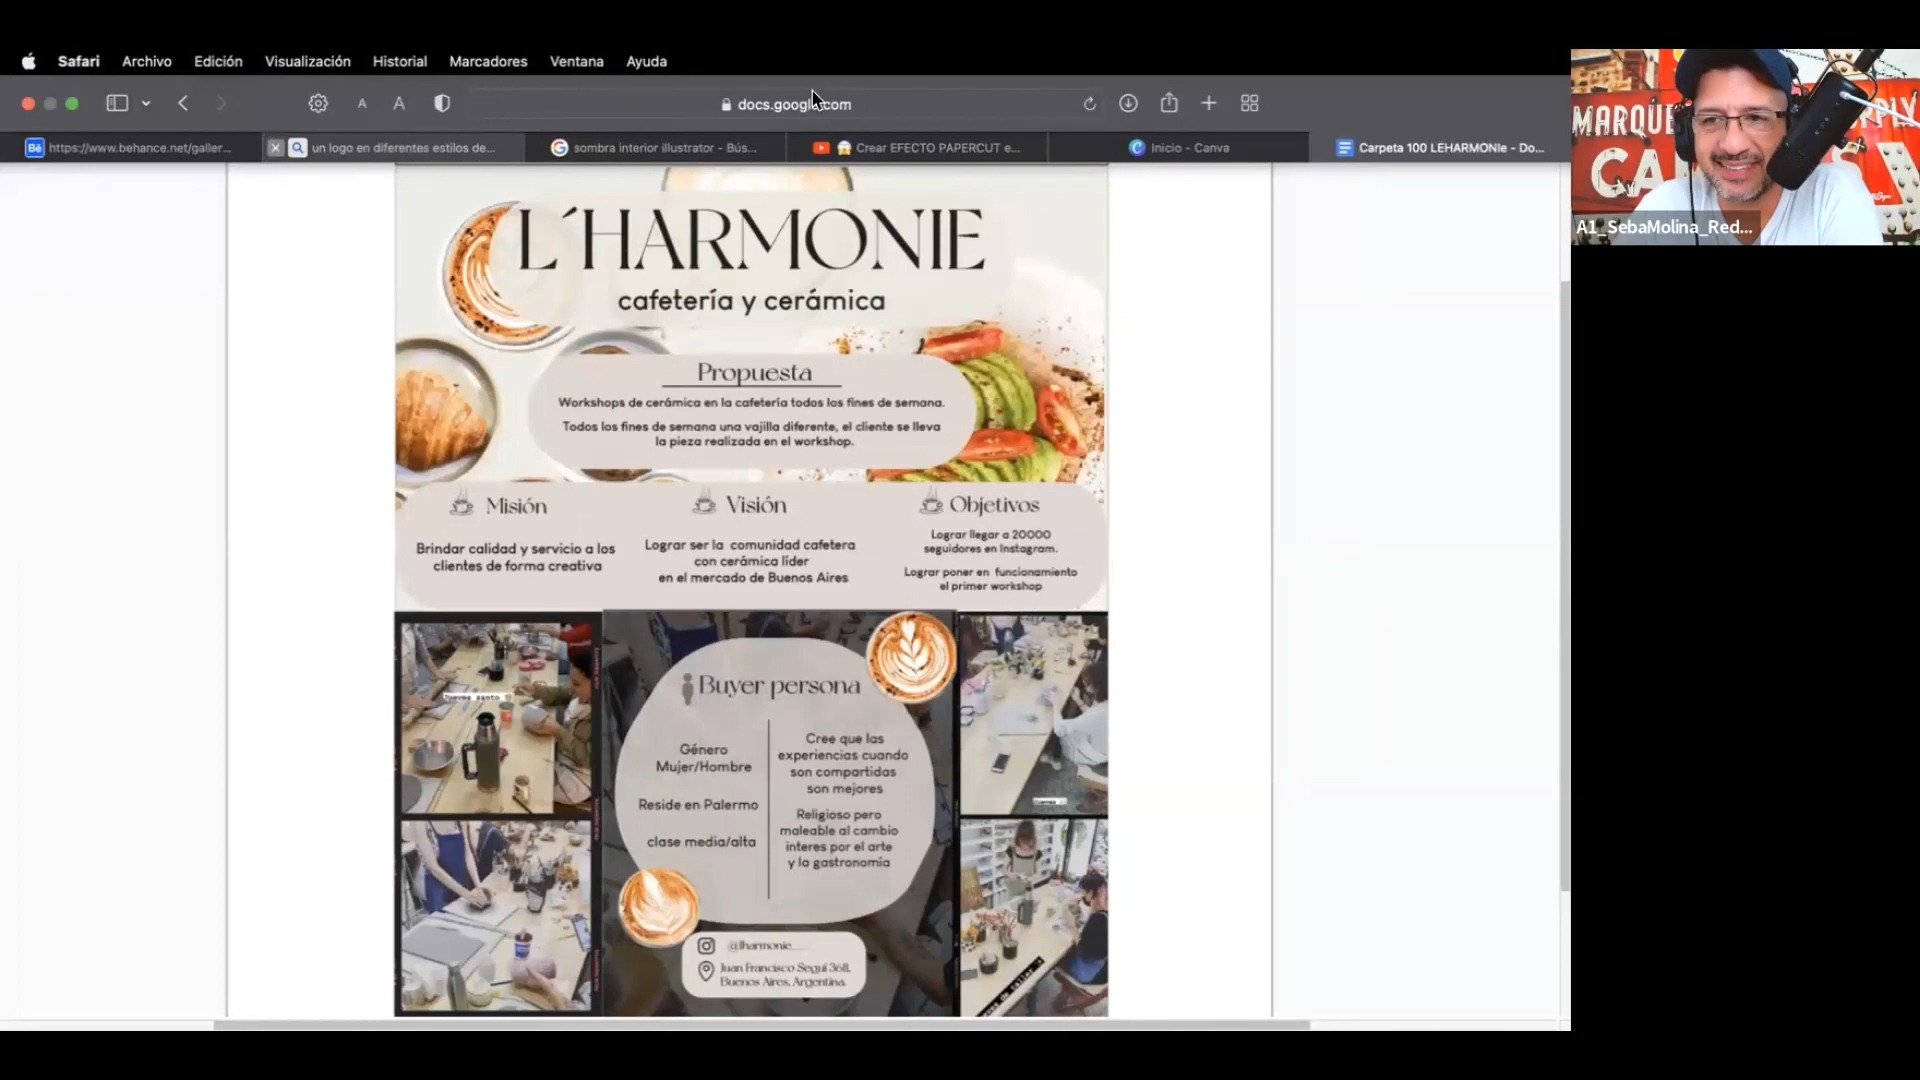 Safari Archivo Edición Visualización Historial Marcadores Ventana Ayuda
A A docs.google.com
https://www.behance.net/galler...
un logo en diferentes estilos de...
sombra interior illustrator - Bús...
Crear EFECTO PAPERCUT e...
Inicio - Canva
Carpeta 100 LEHARMONIe - Do...
A1_SebaMolina_Red...
L´HARMONIE
cafetería y cerámica
Propuesta
Workshops de cerámica en la cafetería todos los fines de semana.
Todos los fines de semana una vajilla diferente, el cliente se lleva
la pieza realizada en el workshop.
Misión
Brindar calidad y servicio a los
clientes de forma creativa
Visión
Lograr ser la comunidad cafetera
con cerámica líder
en el mercado de Buenos Aires
Objetivos
Lograr llegar a 20000
seguidores en Instagram.
Lograr poner en funcionamiento
el primer workshop
Jueves santo
Buyer persona
Género
Mujer/Hombre
Reside en Palermo
clase media/alta
Cree que las
experiencias cuando
son compartidas
son mejores
Religioso pero
maleable al cambio
interes por el arte
y la gastronomía
@lharmonie__
Juan Francisco Seguí 3611,
Buenos Aires, Argentina.